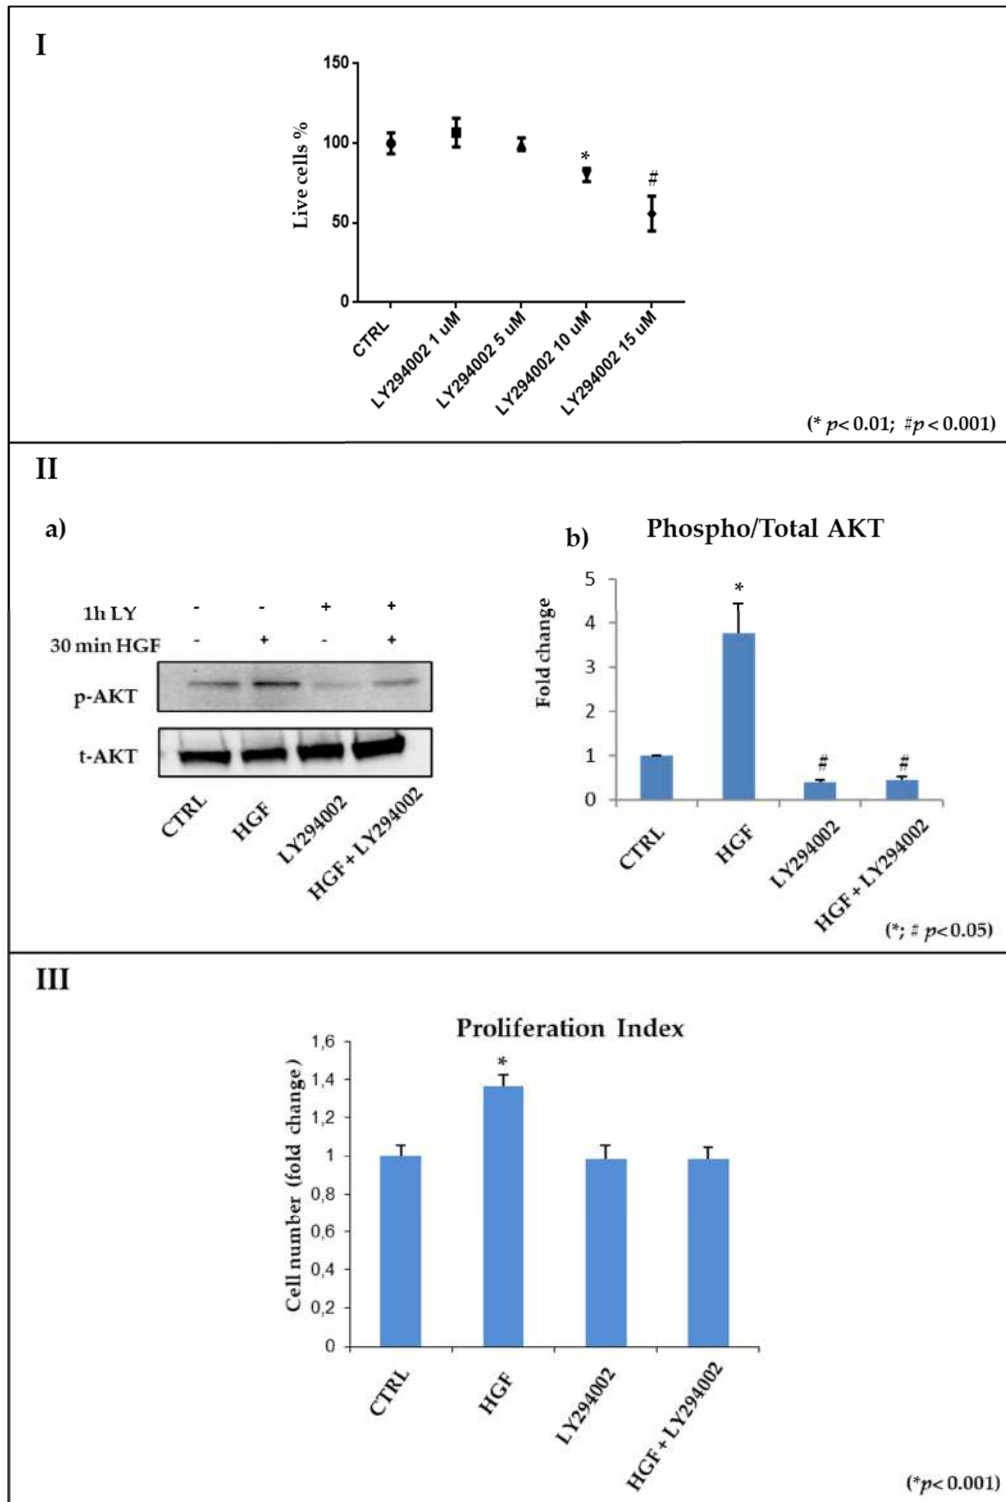 I
150
100
50
0
Live cells %
*
#
CTRL
LY294002 1 uM
LY294002 5 uM
LY294002 10 uM
LY294002 15 uM
(* p< 0.01; #p< 0.001)
II
a)
1h LY - - + +
30 min HGF - + - +
p-AKT
t-AKT
CTRL
HGF
LY294002
HGF+ LY294002
b)
Phospho/Total AKT
Fold change
5
4
3
2
1
0
*
#
#
CTRL
HGF
LY294002
HGF+ LY294002
(*; # p< 0.05)
III
Proliferation Index
Cell number (fold change)
1,6
1,4
1,2
1
0,8
0,6
0,4
0,2
0
*
CTRL
HGF
LY294002
HGF+ LY294002
(*p< 0.001)